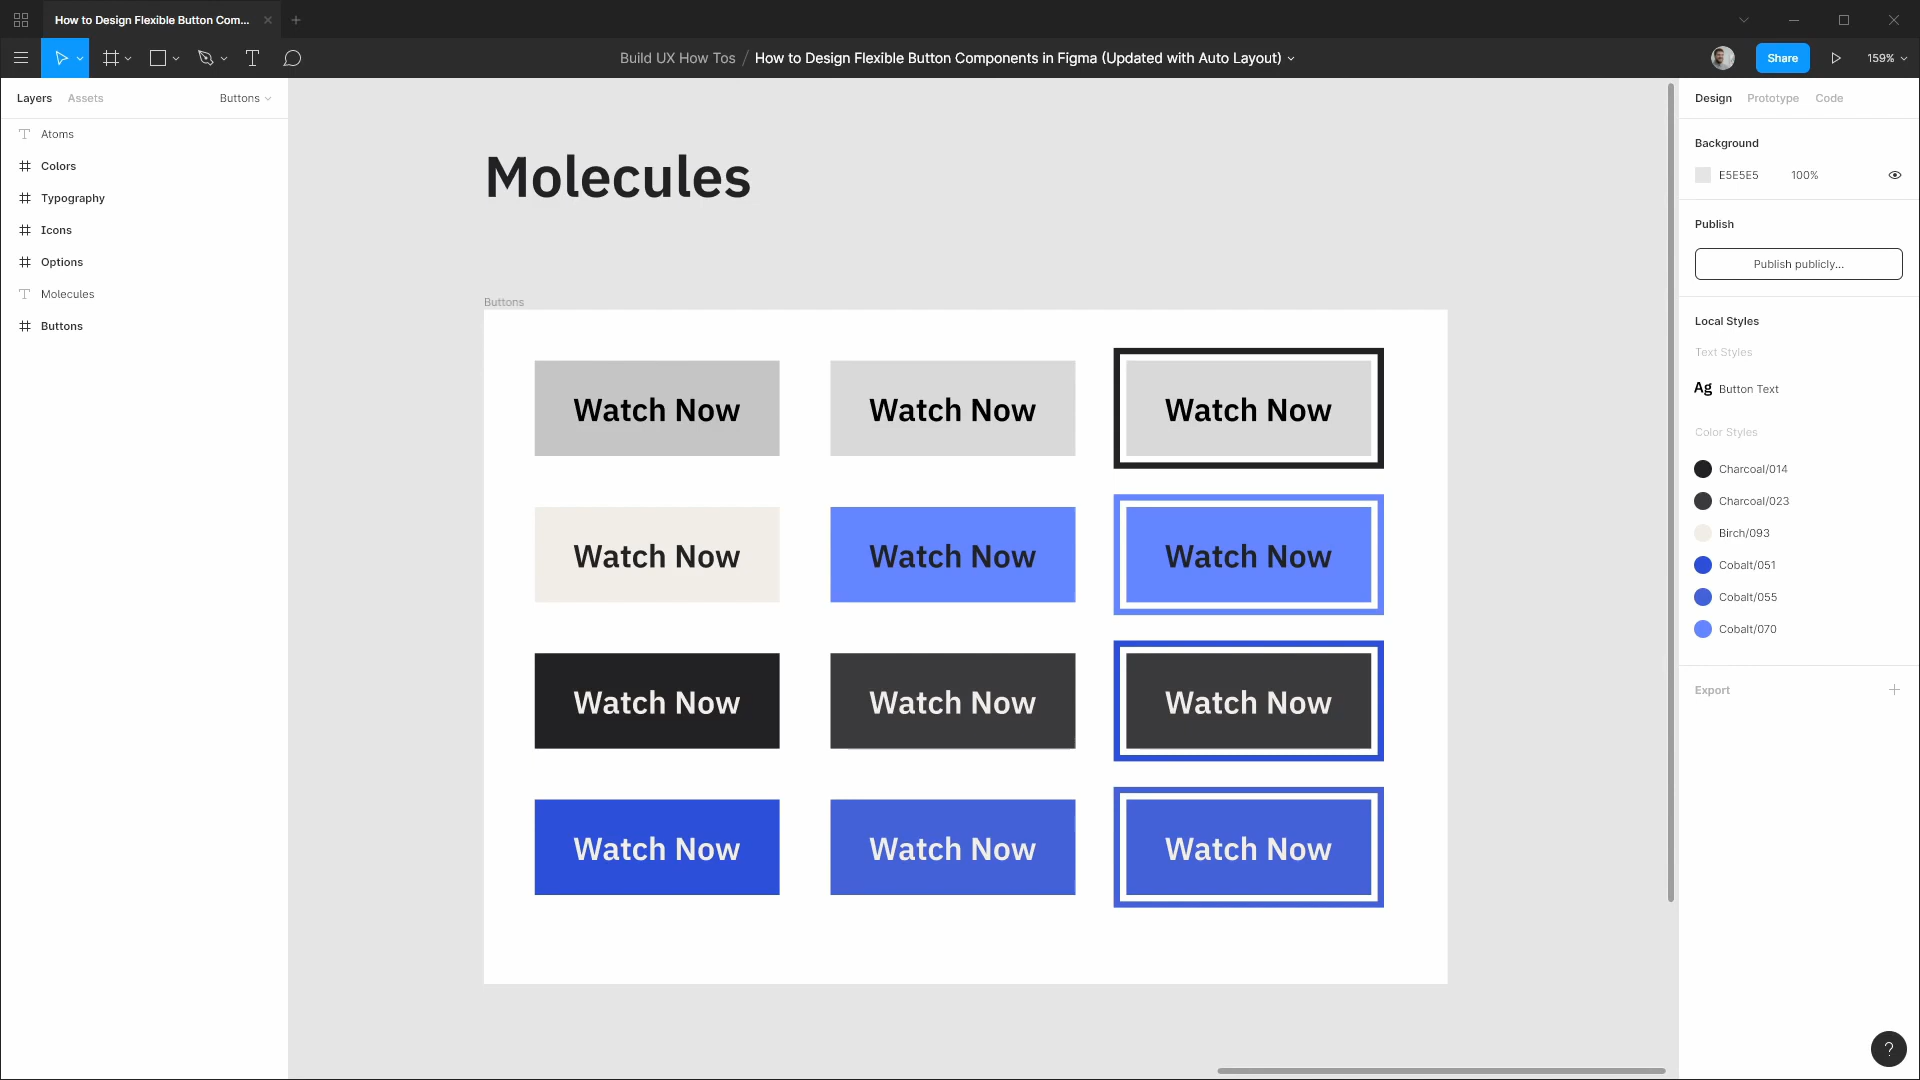 How to Design Flexible Button Com...
Build UX How Tos / How to Design Flexible Button Components in Figma (Updated with Auto Layout)
Share
159%
Layers Assets Buttons
Atoms
Colors
Typography
Icons
Options
Molecules
Buttons
Molecules
Buttons
Watch Now Watch Now Watch Now
Watch Now Watch Now Watch Now
Watch Now Watch Now Watch Now
Watch Now Watch Now Watch Now
Design Prototype Code
Background
E5E5E5 100%
Publish
Publish publicly...
Local Styles
Text Styles
Ag Button Text
Color Styles
Charcoal/014
Charcoal/023
Birch/093
Cobalt/051
Cobalt/055
Cobalt/070
Export
?